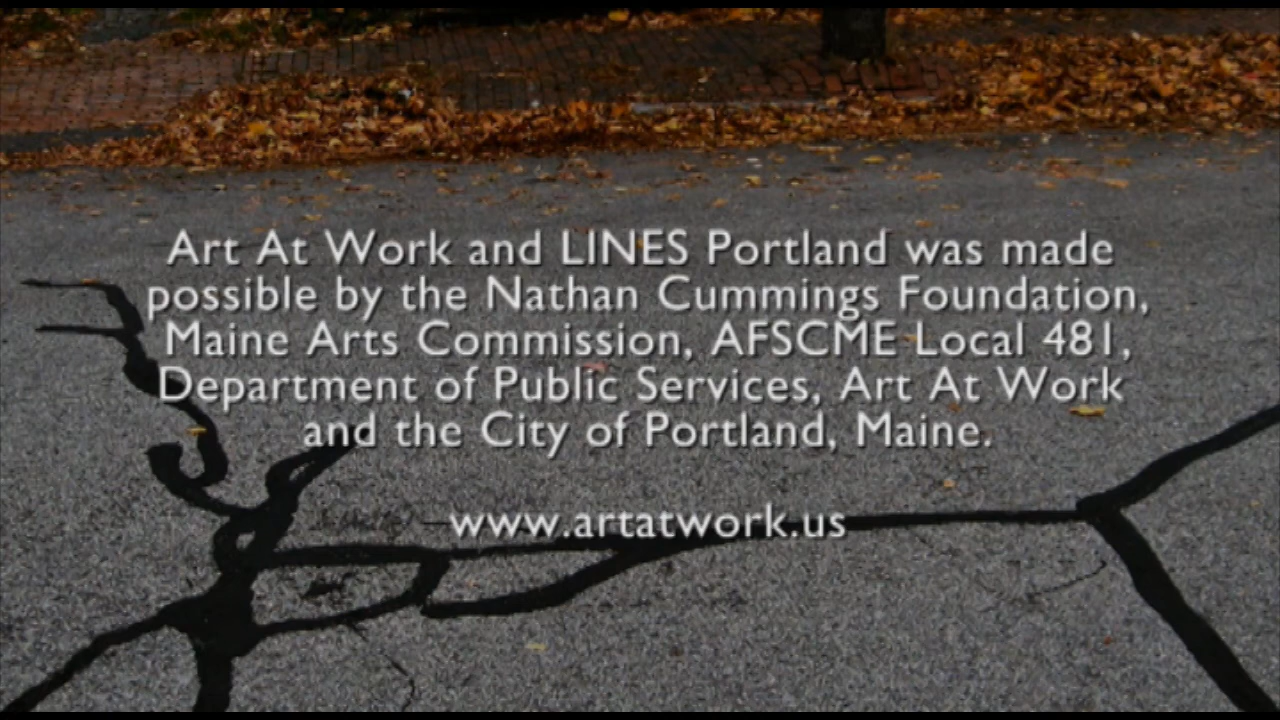 Art At Work and LINES Portland was made
possible by the Nathan Cummings Foundation,
Maine Arts Commission, AFSCME Local 481,
Department of Public Services, Art At Work
and the City of Portland, Maine.
www.artatwork.us